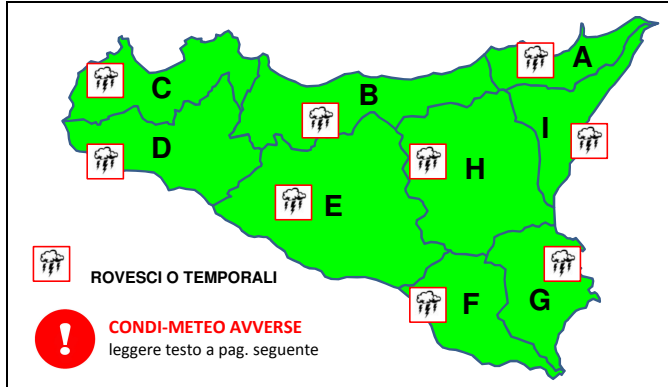 A
C
B
I
D
H
E
F
G
ROVESCI O TEMPORALI
CONDI-METEO AVVERSE
leggere testo a pag. seguente